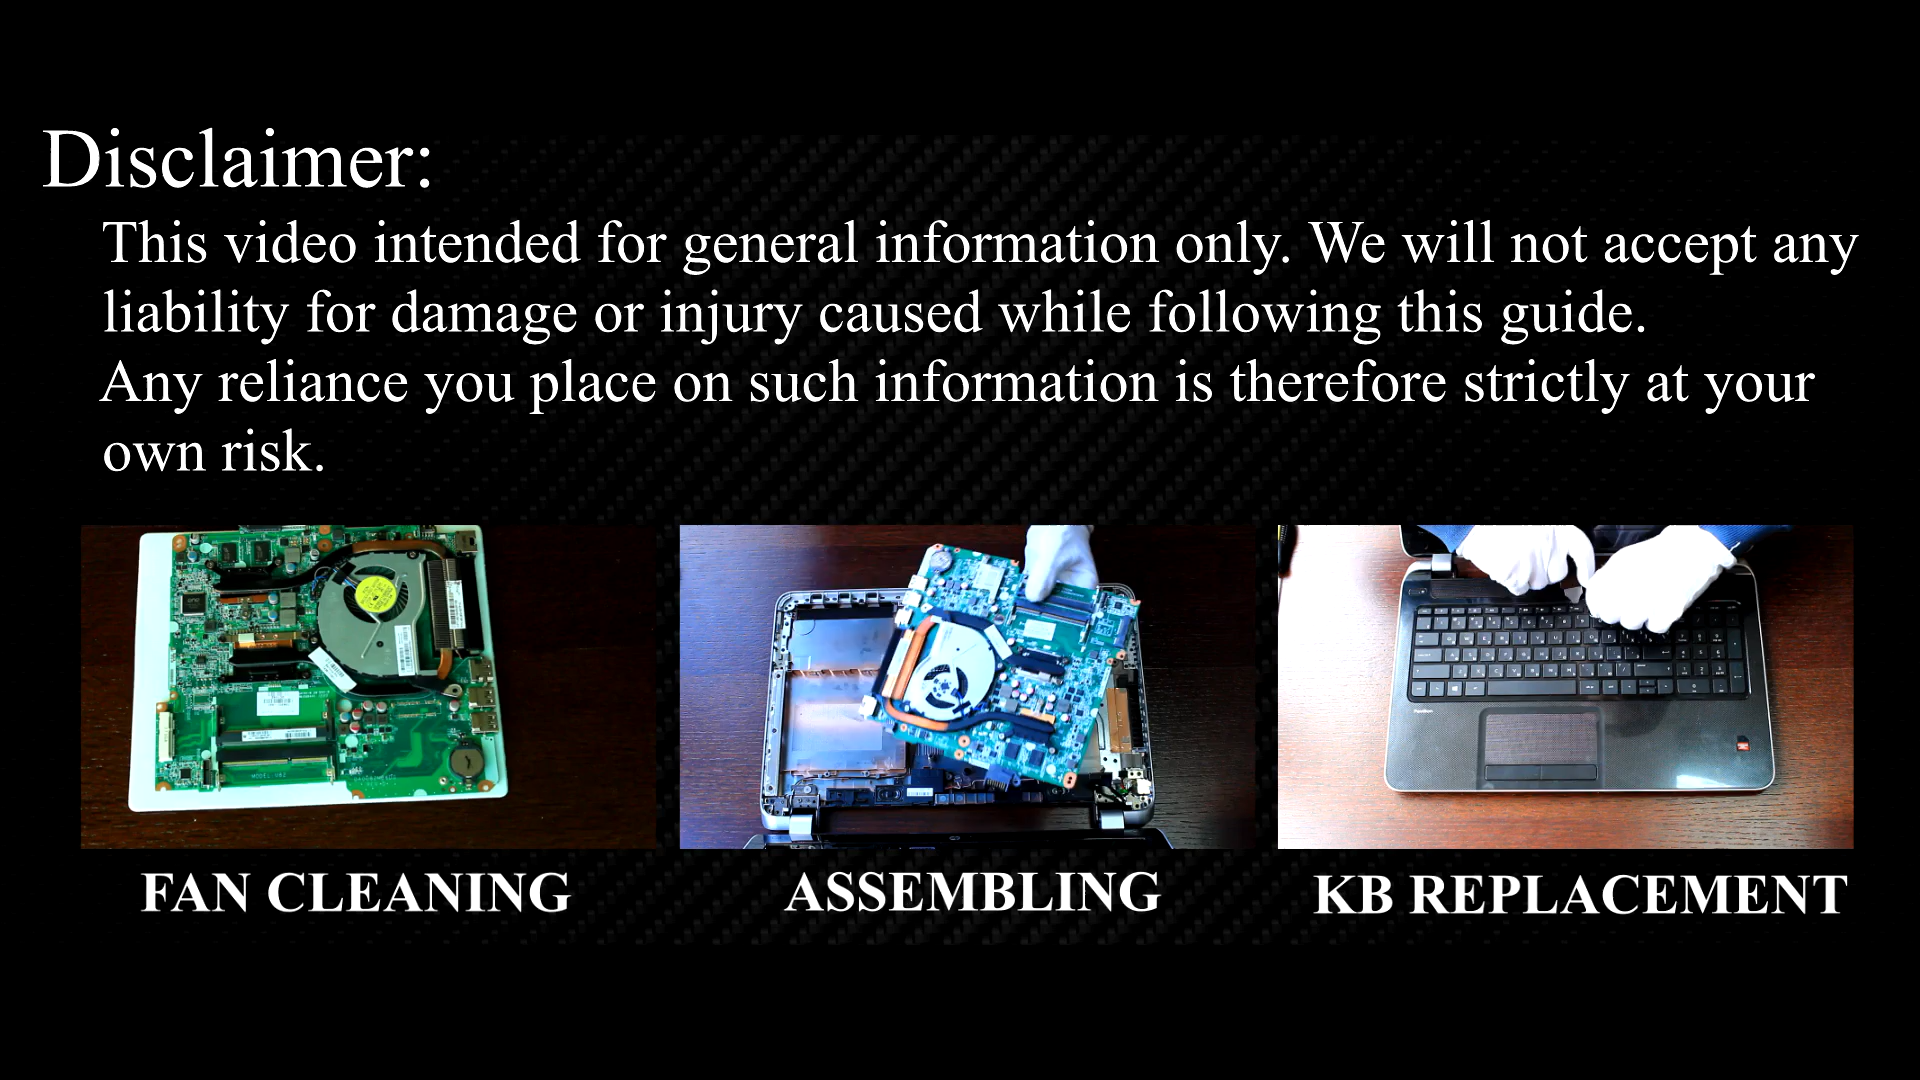 Disclaimer:
This video intended for general information only. We will not accept any
liability for damage or injury caused while following this guide.
Any reliance you place on such information is therefore strictly at your
own risk.
FAN CLEANING
ASSEMBLING
KB REPLACEMENT